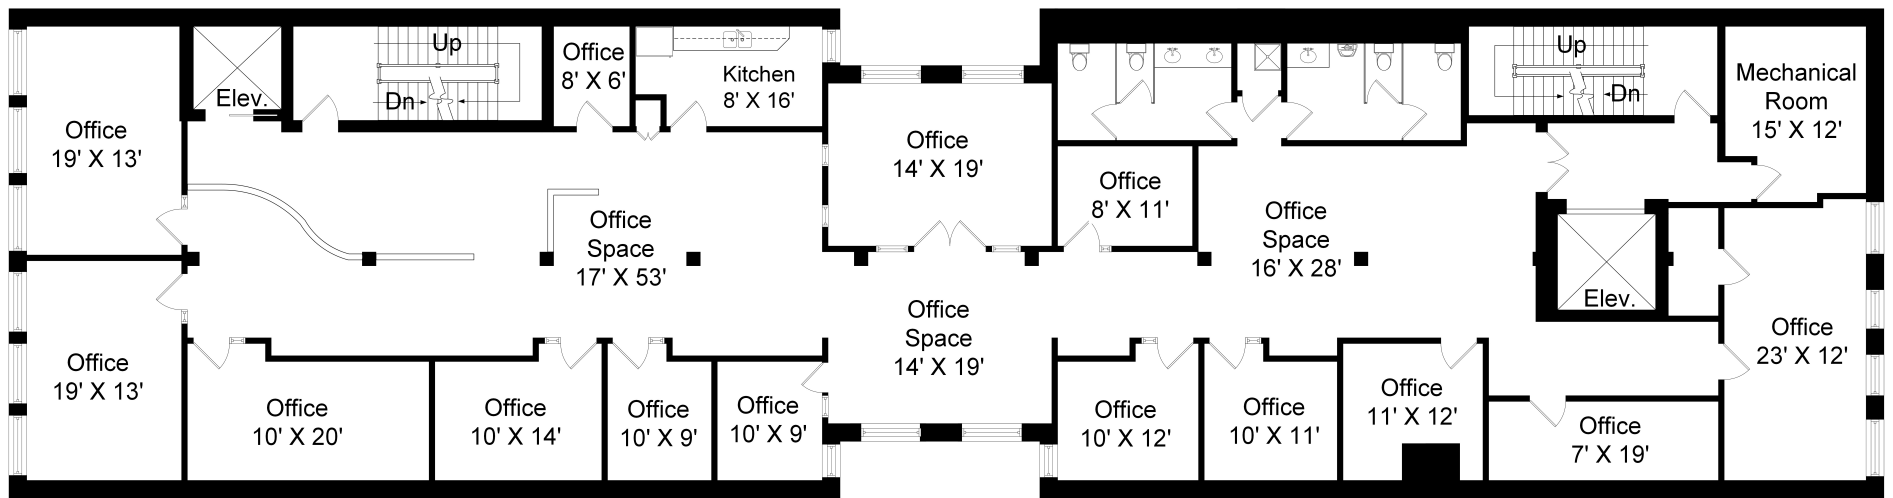 Up
Dn
Elev.
Office
19' X 13'
Office
8' X 6'
Kitchen
8' X 16'
Office
14' X 19'
Office
8' X 11'
Up
Dn
Mechanical
Room
15' X 12'
Office
Space
17' X 53'
Office
Space
14' X 19'
Office
Space
16' X 28'
Elev.
Office
23' X 12'
Office
19' X 13'
Office
10' X 20'
Office
10' X 14'
Office
10' X 9'
Office
10' X 9'
Office
10' X 12'
Office
10' X 11'
Office
11' X 12'
Office
7' X 19'